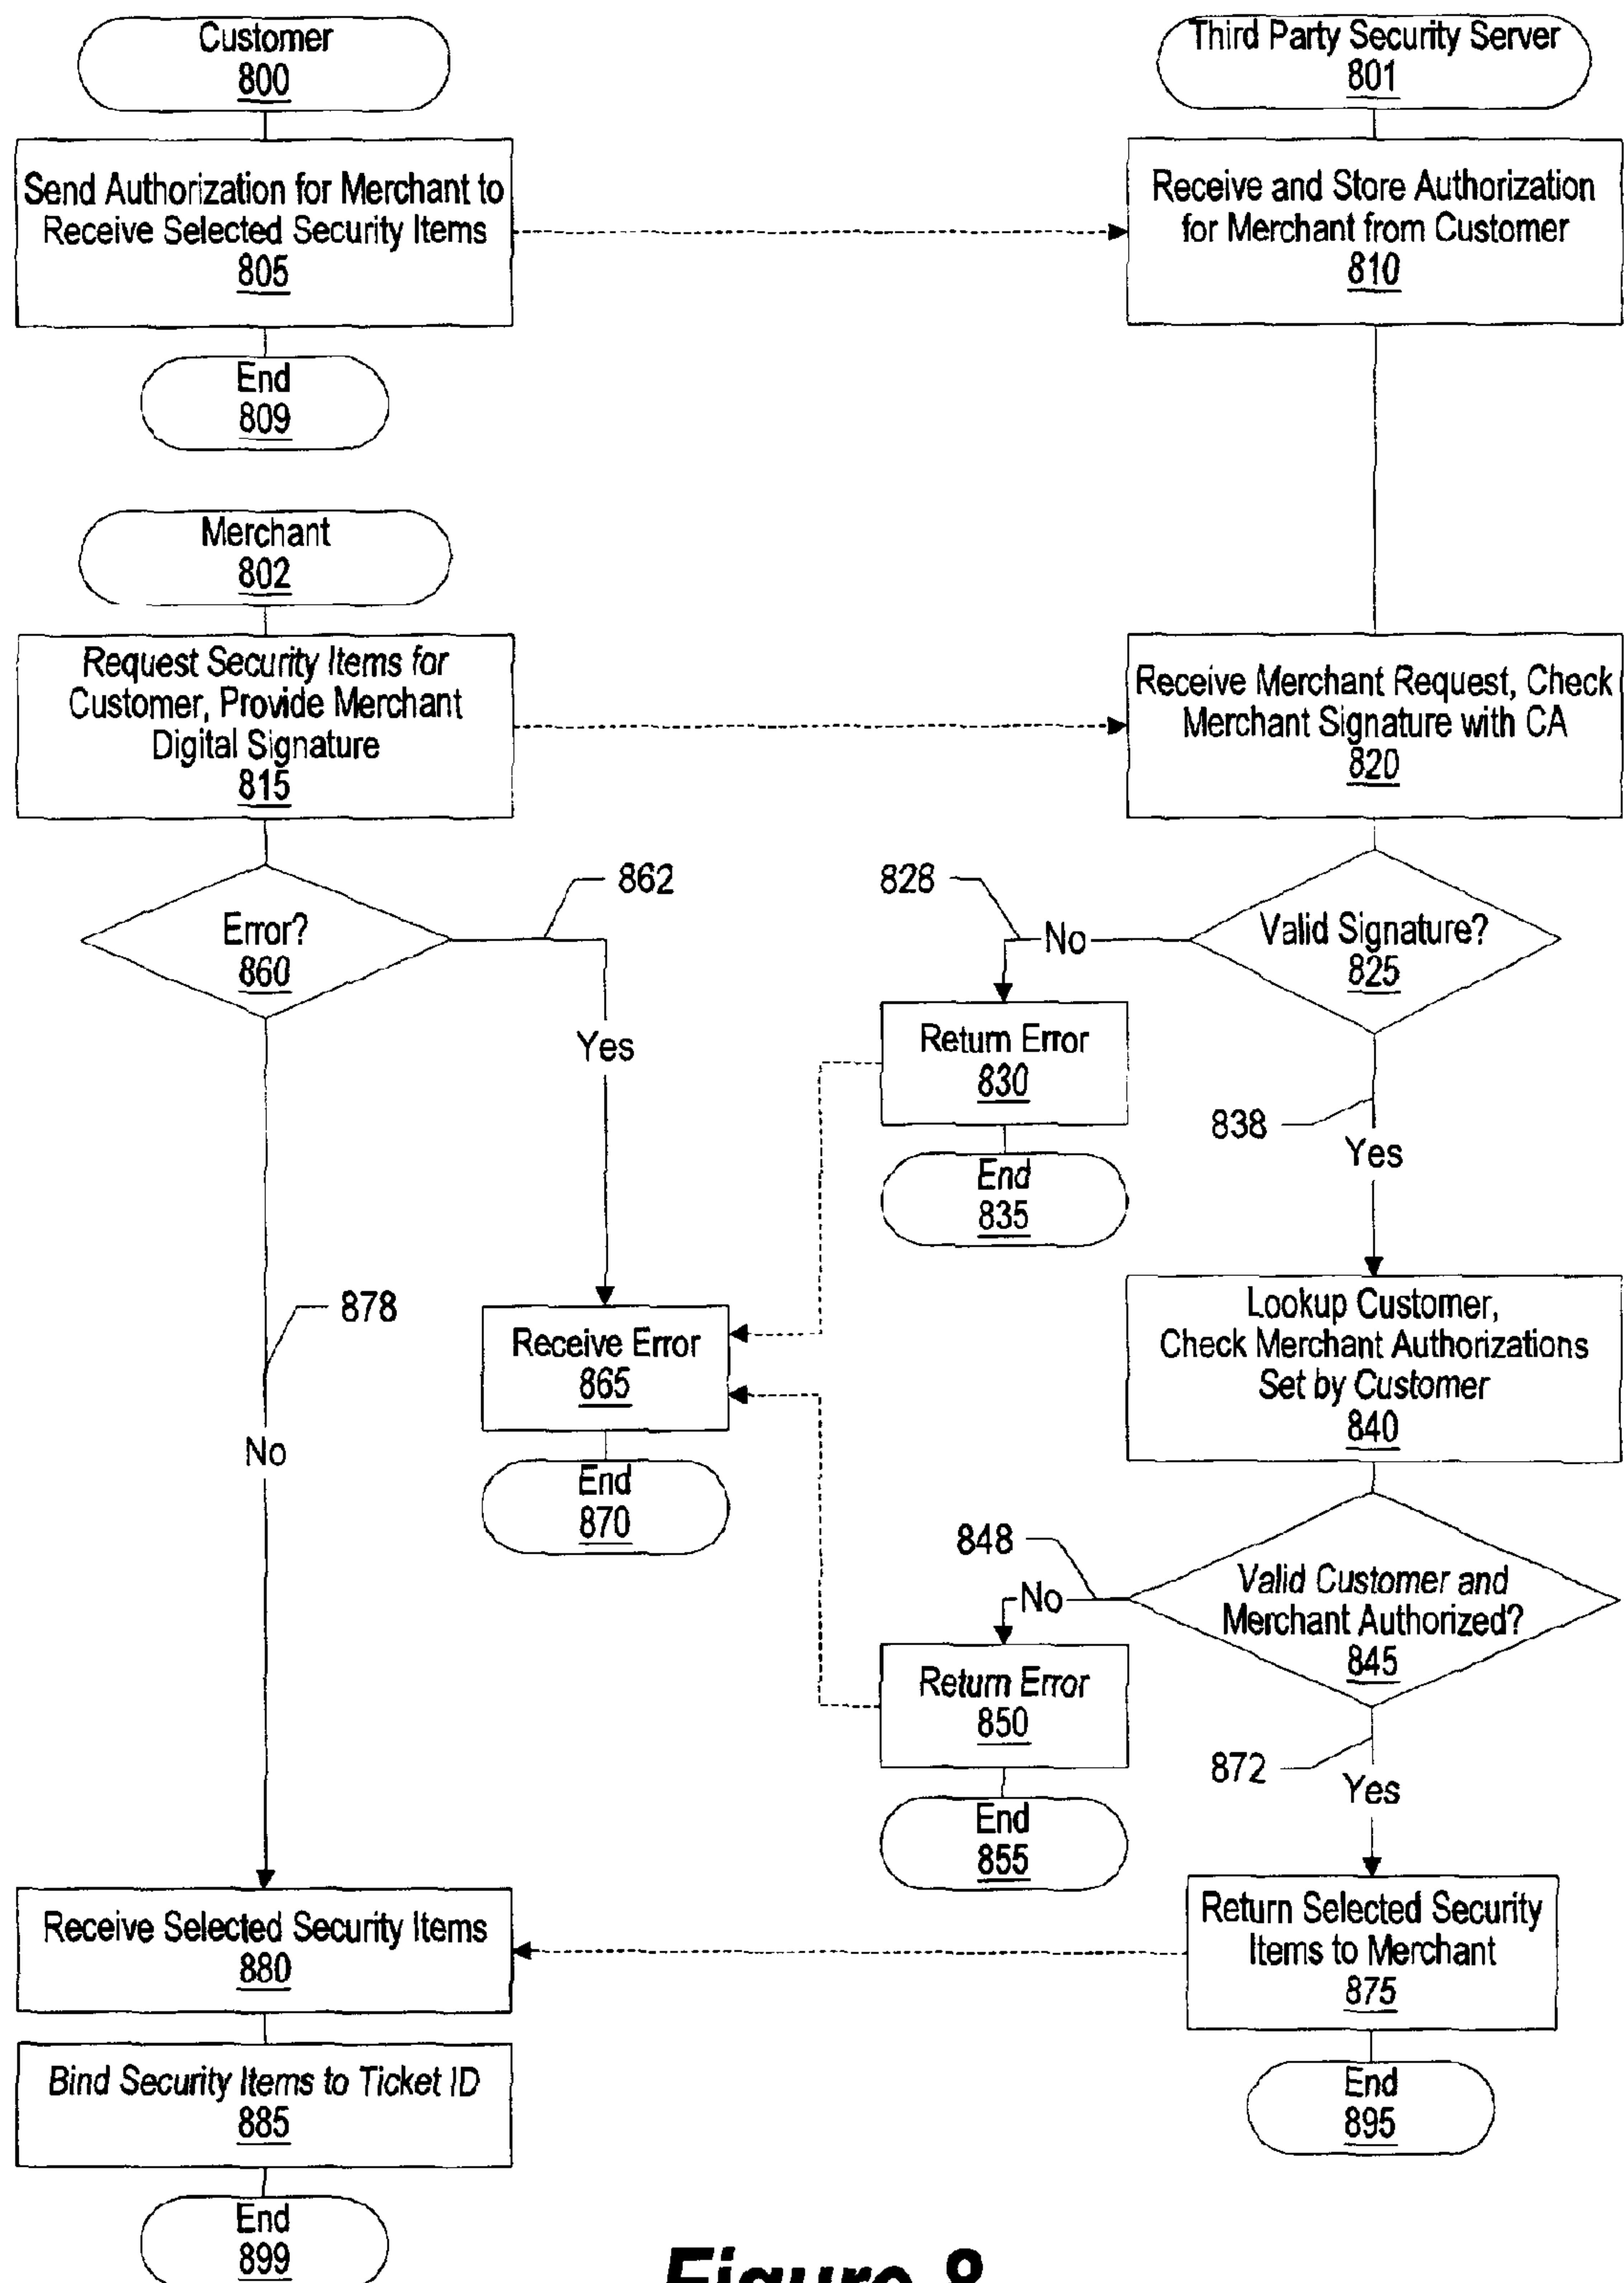 Customer
800
Third Party Security Server
801
Send Authorization for Merchant to
Receive Selected Security Items
805
Receive and Store Authorization
for Merchant from Customer
810
End
809
Merchant
802
Request Security Items for
Customer, Provide Merchant
Digital Signature
815
Receive Merchant Request, Check
Merchant Signature with CA
820
Error?
860
862
Yes
828
No
Valid Signature?
825
Return Error
830
End
835
838
Yes
878
No
Receive Error
865
End
870
Lookup Customer,
Check Merchant Authorizations
Set by Customer
840
848
No
Valid Customer and
Merchant Authorized?
845
Return Error
850
End
855
872
Yes
Receive Selected Security Items
880
Return Selected Security
Items to Merchant
875
Bind Security Items to Ticket ID
885
End
895
End
899
Figure 8